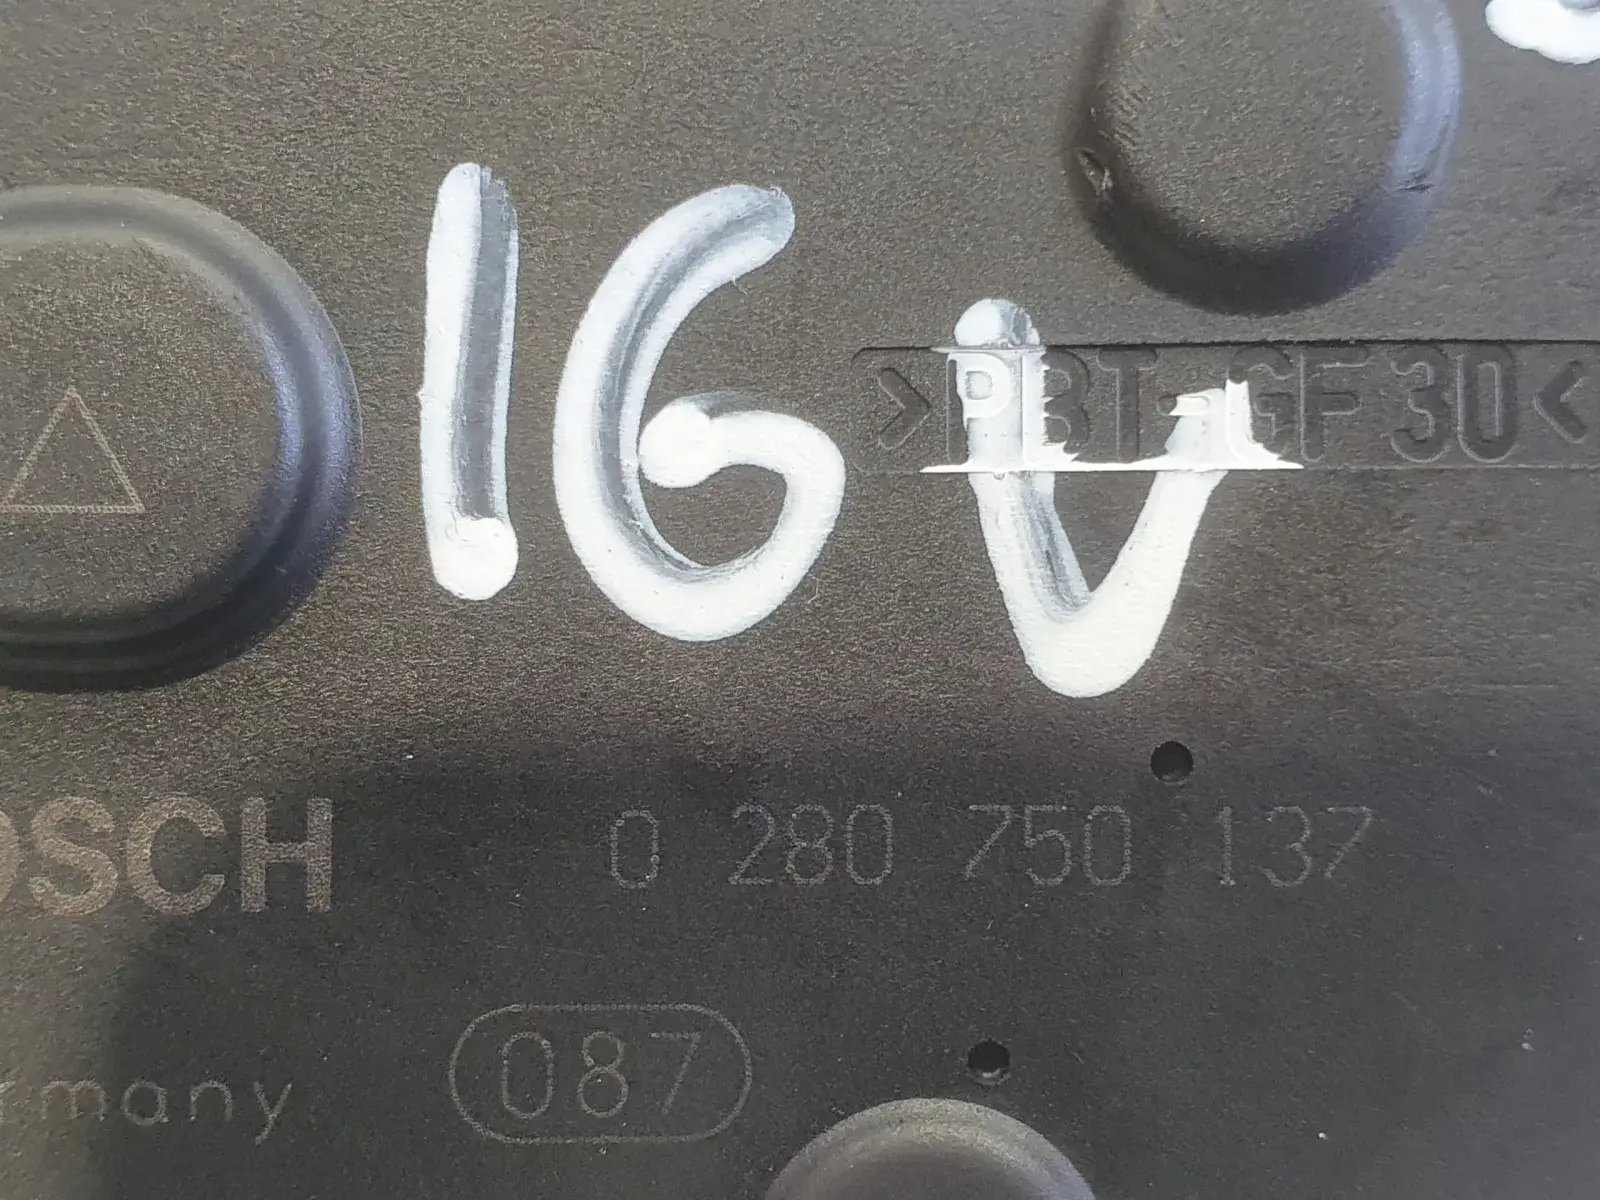 16V
>PBT-GF30<
OSCH 0 280 750 137
rmany 087